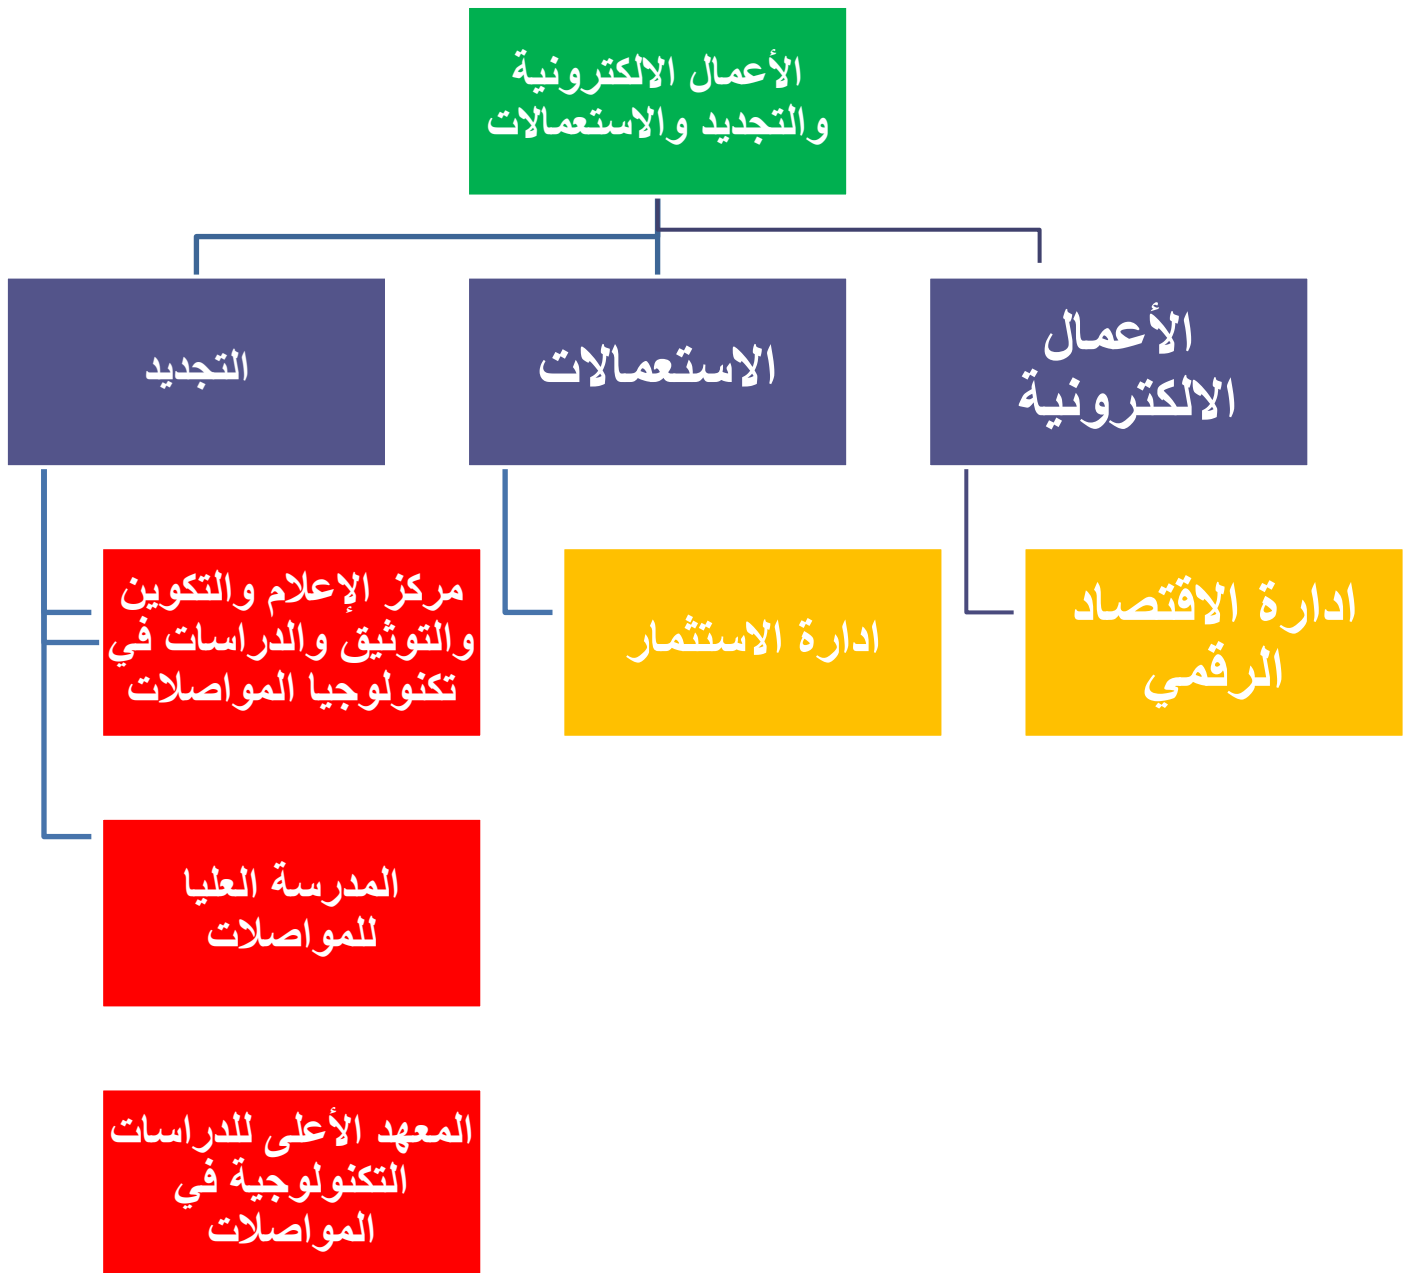 الأعمال الالكترونية
والتجديد والاستعمالات
الأعمال
الالكترونية
الاستعمالات
التجديد
ادارة الاقتصاد
الرقمي
ادارة الاستثمار
مركز الإعلام والتكوين
والتوثيق والدراسات في
تكنولوجيا المواصلات
المدرسة العليا
للمواصلات
المعهد الأعلى للدراسات
التكنولوجية في
المواصلات